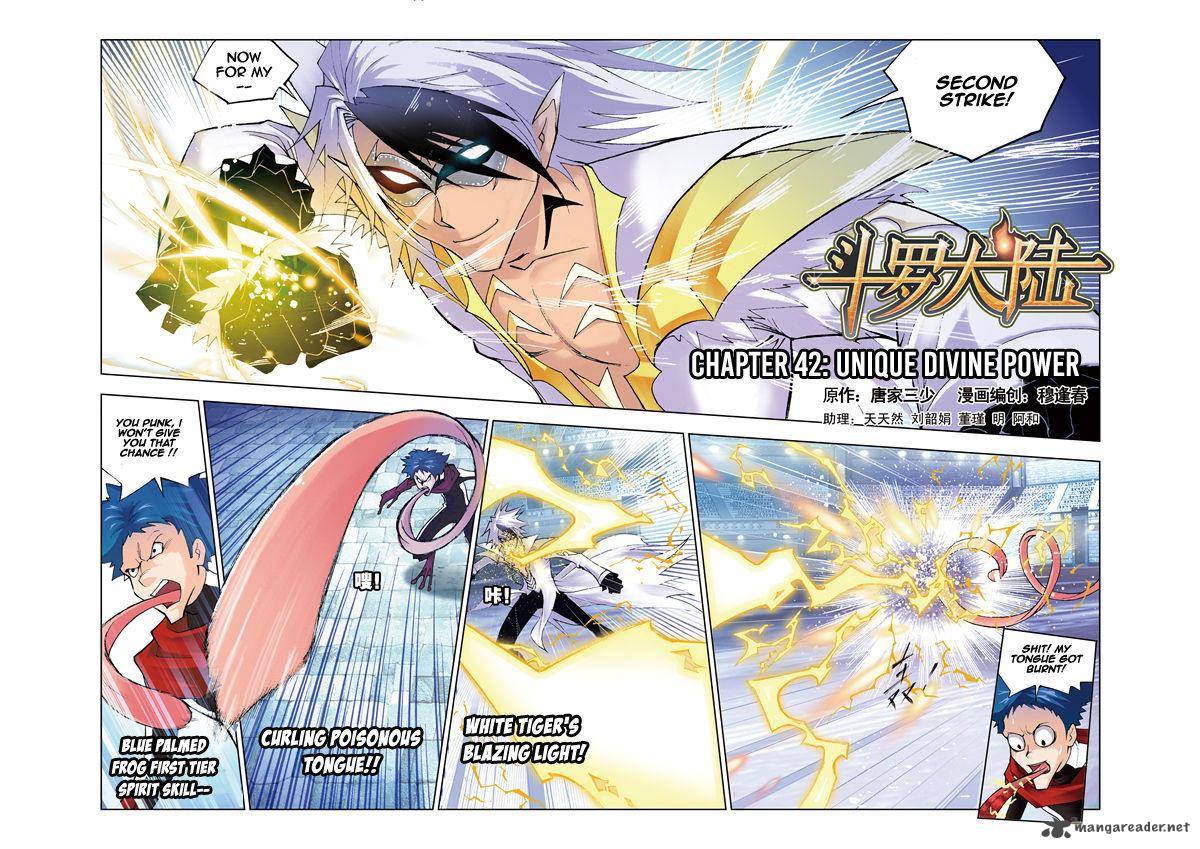 NOW
FOR MY
--
SECOND
STRIKE!
斗罗大陆
CHAPTER 42: UNIQUE DIVINE POWER
原作：唐家三少 漫画编创：穆逢春
助理：天天然 刘韶娟 董瑾 明 阿和
YOU PUNK, I
WON'T GIVE
YOU THAT
CHANCE !!
BLUE PALMED
FROG FIRST TIER
SPIRIT SKILL--
嗖!
CURLING POISONOUS
TONGUE!!
咔!
WHITE TIGER'S
BLAZING LIGHT!
SHIT! MY
TONGUE GOT
BURNT!
mangareader.net